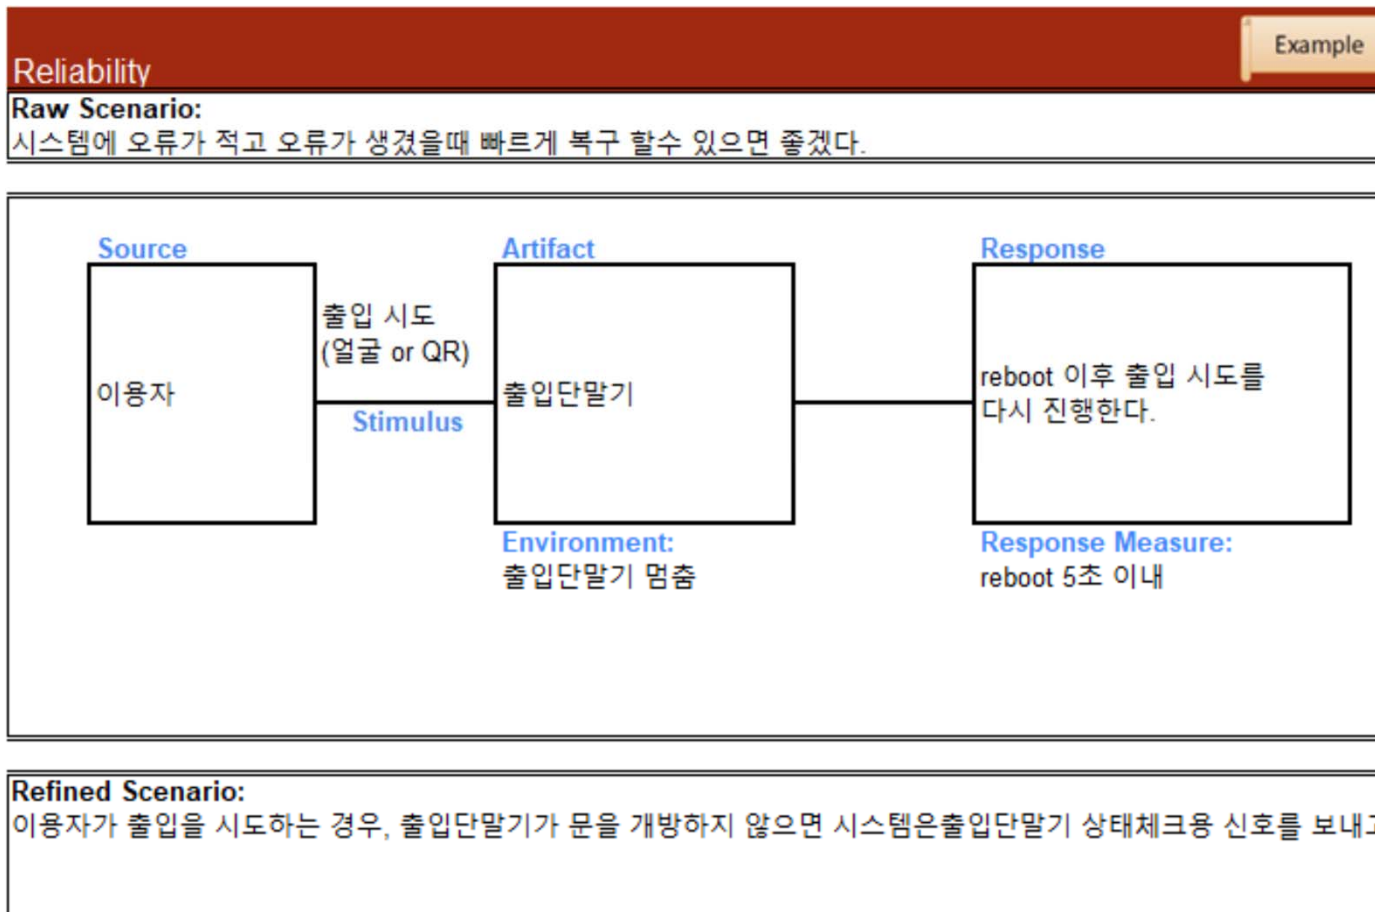 Example
Reliability
Raw Scenario:
시스템에 오류가 적고 오류가 생겼을때 빠르게 복구 할수 있으면 좋겠다.
Source
Artifact
Response
출입 시도
(얼굴 or QR)
이용자
출입단말기
reboot 이후 출입 시도를
다시 진행한다.
Stimulus
Environment:
출입단말기 멈춤
Response Measure:
reboot 5초 이내
Refined Scenario:
이용자가 출입을 시도하는 경우, 출입단말기가 문을 개방하지 않으면 시스템은출입단말기 상태체크용 신호를